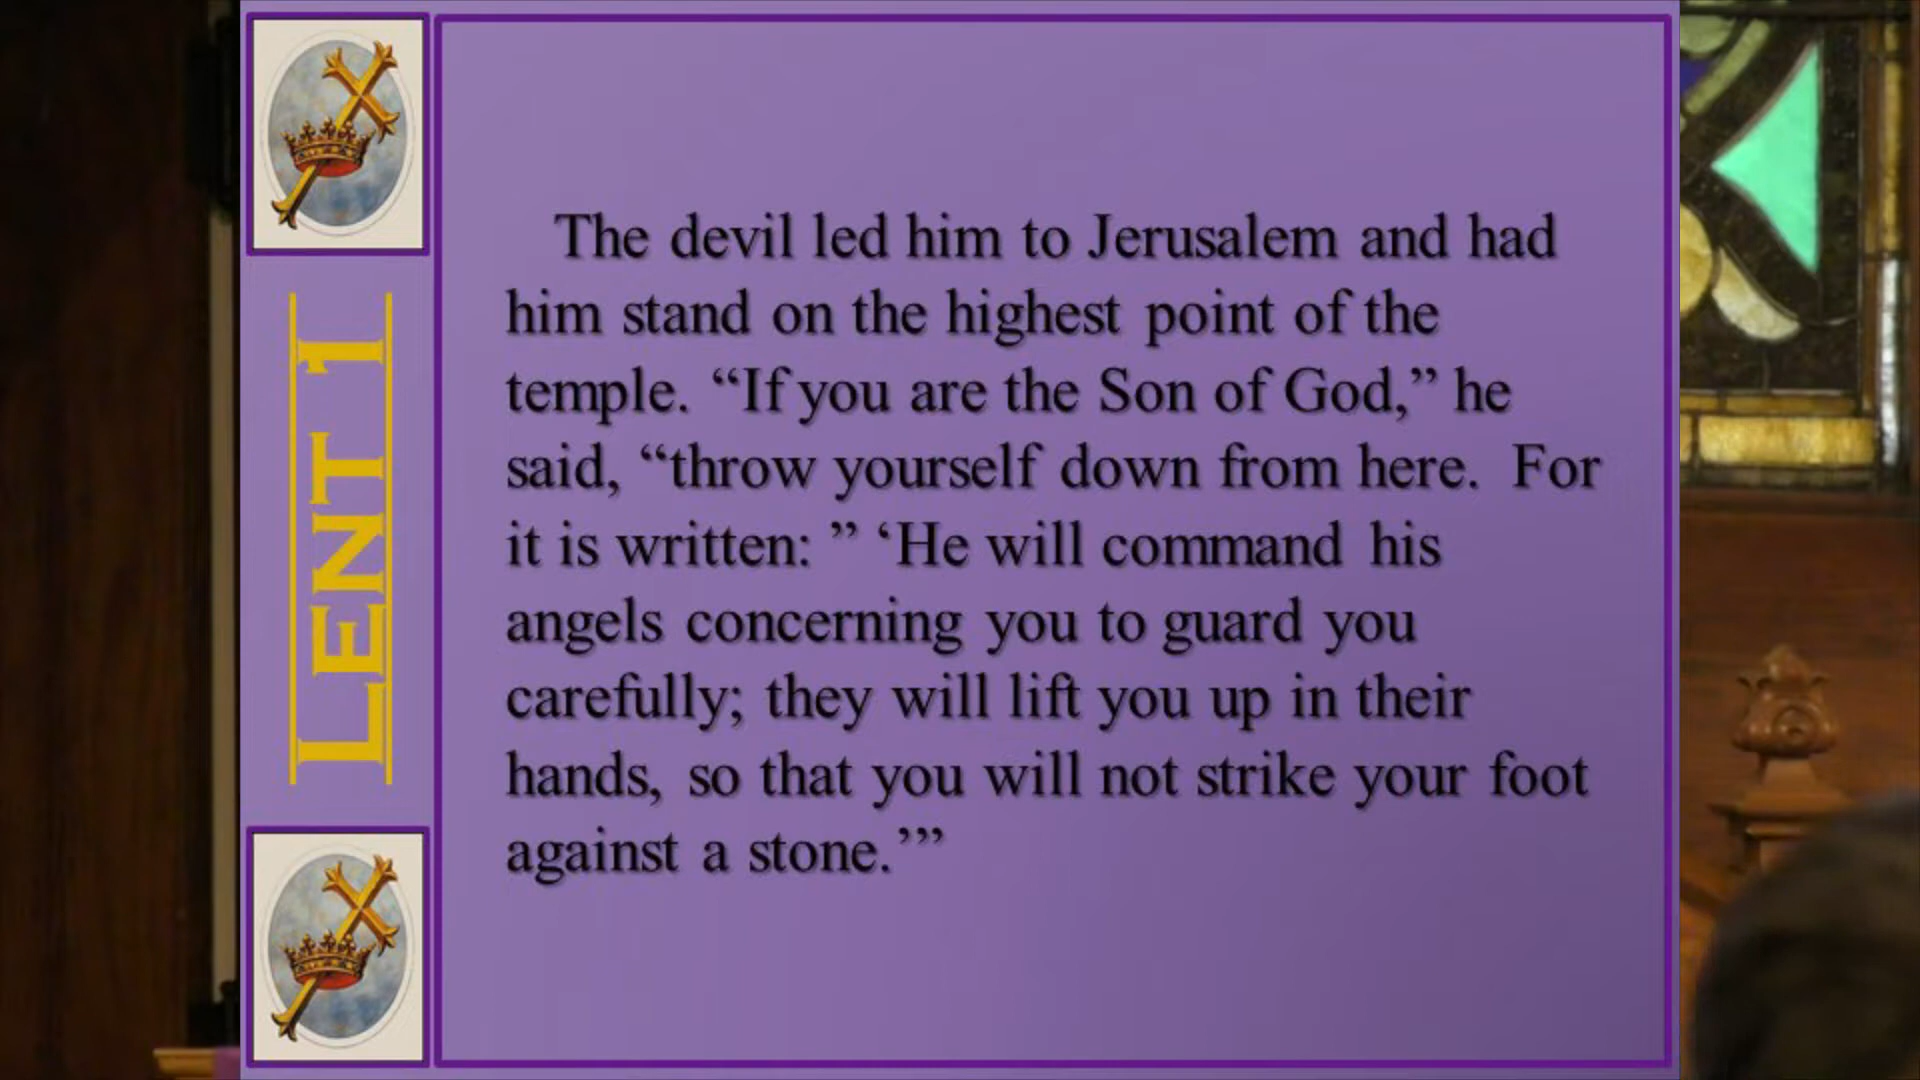 LENT 1
The devil led him to Jerusalem and had
him stand on the highest point of the
temple. “If you are the Son of God,” he
said, “throw yourself down from here.  For
it is written: ” ‘He will command his
angels concerning you to guard you
carefully; they will lift you up in their
hands, so that you will not strike your foot
against a stone.’”